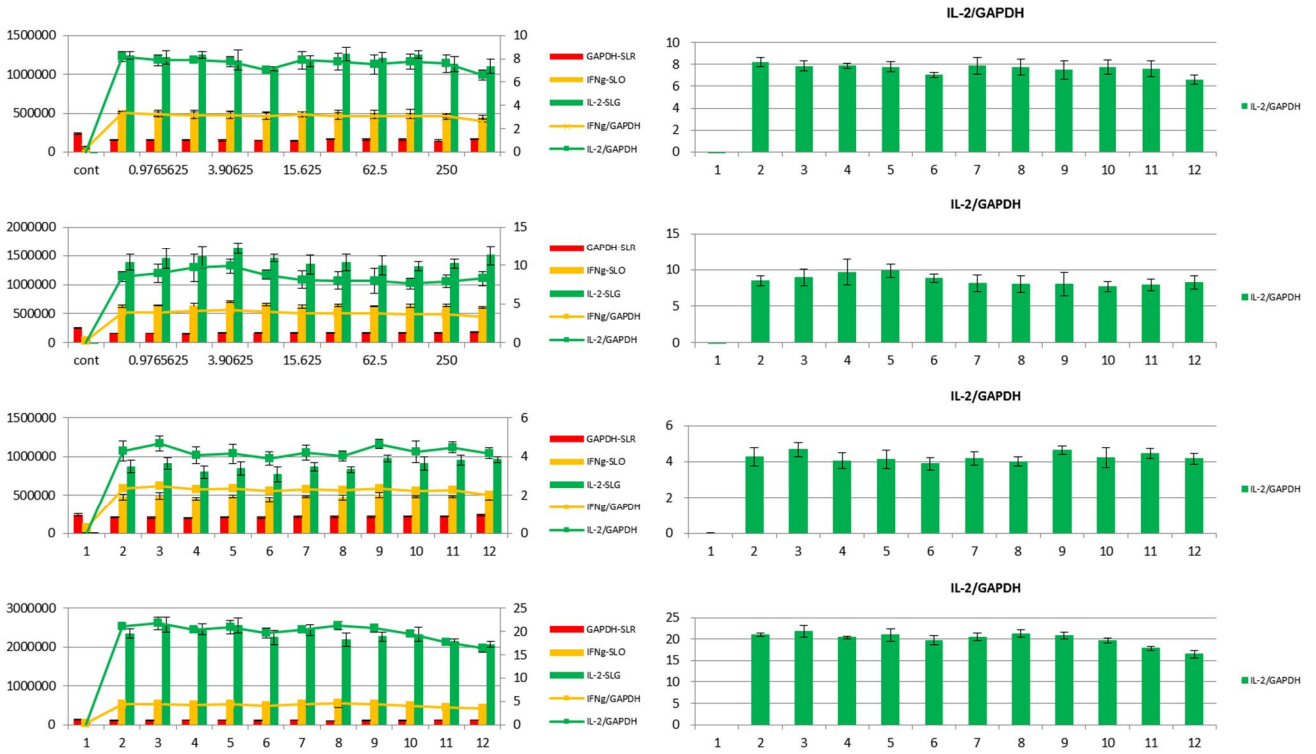 IL-2/GAPDH
1500000
1000000
500000
0
10
8
6
4
2
0
cont 0.9765625 3.90625 15.625 62.5 250
GAPDH-SLR
IFNg-SLO
IL-2-SLG
IFNg/GAPDH
IL-2/GAPDH
10
8
6
4
2
0
1 2 3 4 5 6 7 8 9 10 11 12
IL-2/GAPDH
IL-2/GAPDH
2000000
1500000
1000000
500000
0
15
10
5
0
cont 0.9765625 3.90625 15.625 62.5 250
GAPDH-SLR
IFNg-SLO
IL-2-SLG
IFNg/GAPDH
IL-2/GAPDH
15
10
5
0
1 2 3 4 5 6 7 8 9 10 11 12
IL-2/GAPDH
IL-2/GAPDH
1500000
1000000
500000
0
6
4
2
0
1 2 3 4 5 6 7 8 9 10 11 12
GAPDH-SLR
IFNg-SLO
IL-2-SLG
IFNg/GAPDH
IL-2/GAPDH
6
4
2
0
1 2 3 4 5 6 7 8 9 10 11 12
IL-2/GAPDH
IL-2/GAPDH
3000000
2000000
1000000
0
25
20
15
10
5
0
1 2 3 4 5 6 7 8 9 10 11 12
GAPDH-SLR
IFNg-SLO
IL-2-SLG
IFNg/GAPDH
IL-2/GAPDH
25
20
15
10
5
0
1 2 3 4 5 6 7 8 9 10 11 12
IL-2/GAPDH